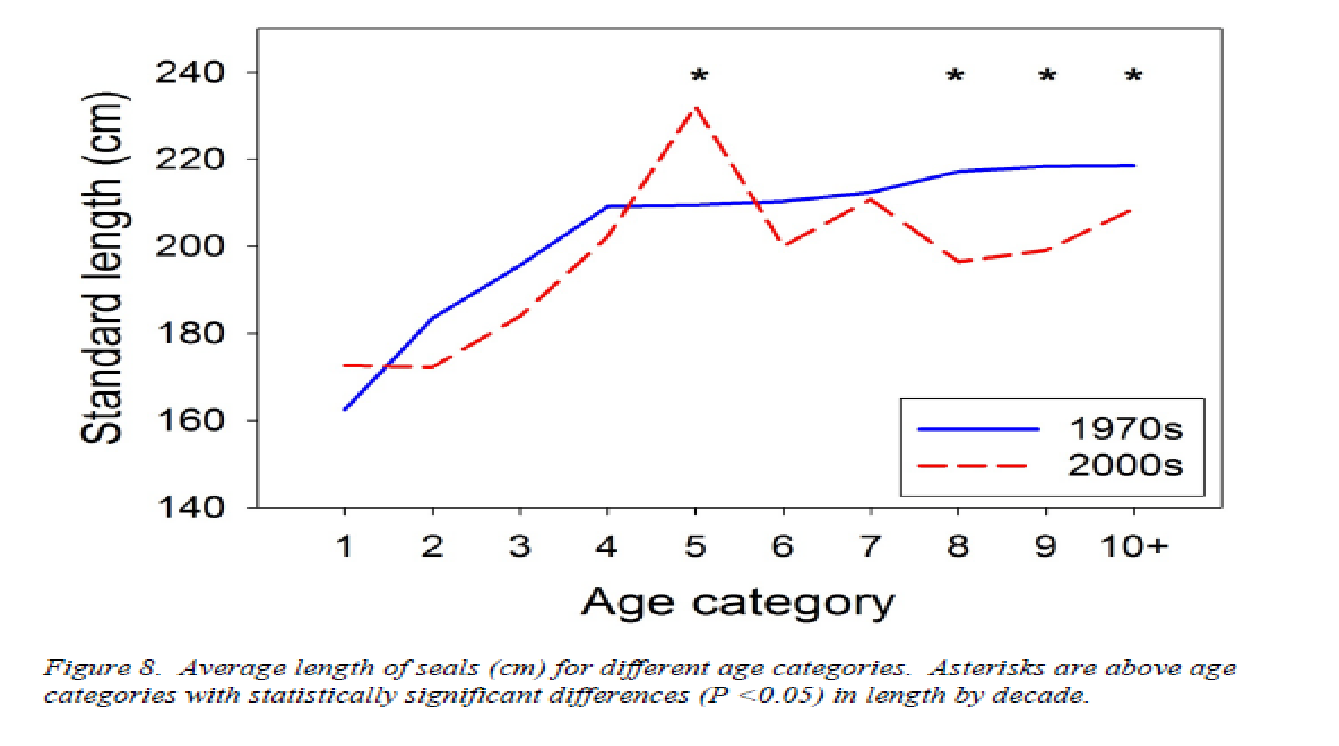 * * * *
240
220
200
180
160
140
Standard length (cm)
1970s
2000s
1 2 3 4 5 6 7 8 9 10+
Age category
Figure 8. Average length of seals (cm) for different age categories. Asterisks are above age
categories with statistically significant differences (P <0.05) in length by decade.